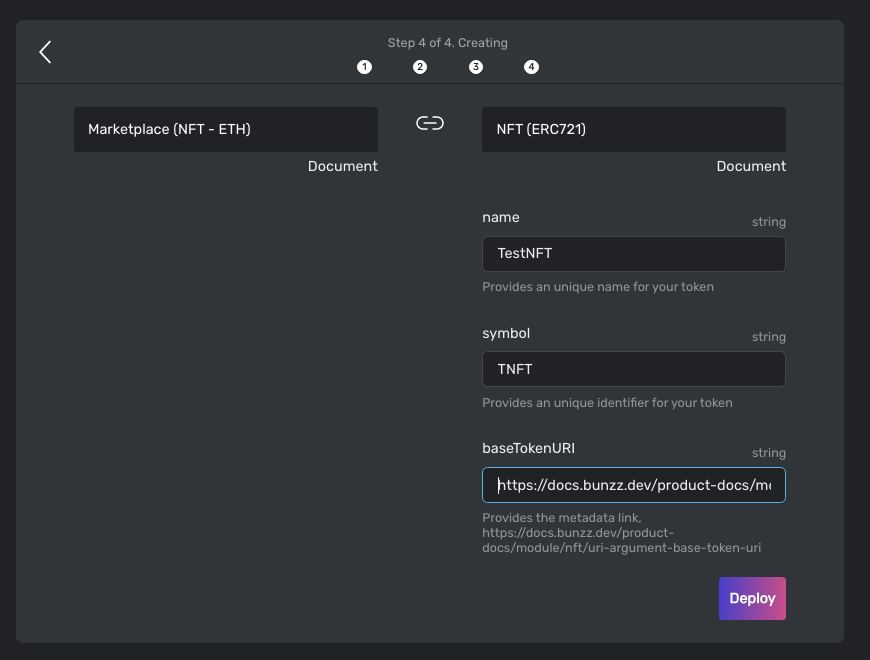 Step 4 of 4. Creating
1 2 3 4
Marketplace (NFT - ETH)
Document
NFT (ERC721)
Document
name
string
TestNFT
Provides an unique name for your token
symbol
string
TNFT
Provides an unique identifier for your token
baseTokenURI
string
https://docs.bunzz.dev/product-docs/mo
Provides the metadata link,
https://docs.bunzz.dev/product-
docs/module/nft/uri-argument-base-token-uri
Deploy